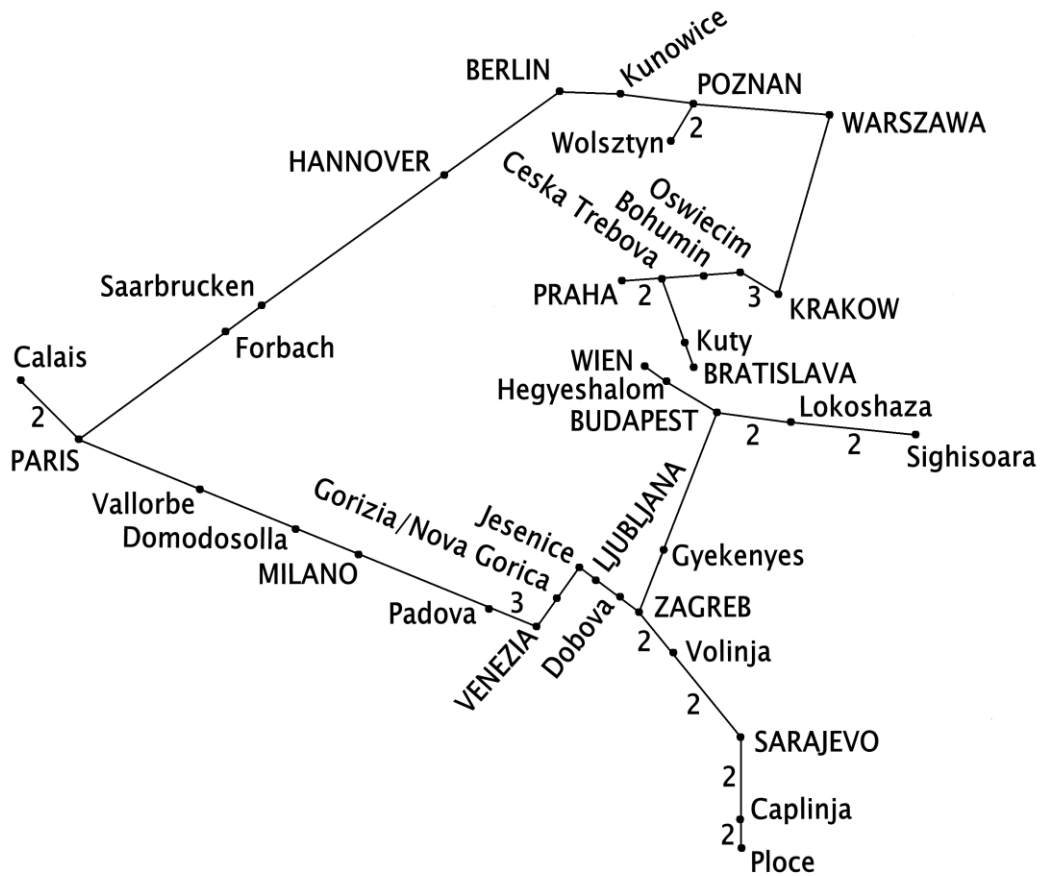 Kunowice
BERLIN
POZNAN
WARSZAWA
2
Wolsztyn
HANNOVER
Oswiecim
Bohumin
Ceska Trebova
Saarbrucken
PRAHA
2
3
KRAKOW
Forbach
Kuty
Calais
WIEN
BRATISLAVA
Hegyeshalom
Lokoshaza
BUDAPEST
2
2
2
Sighisoara
PARIS
Vallorbe
Gorizia/Nova Gorica
Jesenice
LJUBLJANA
Domodosolla
Gyekenyes
MILANO
Padova
3
ZAGREB
Dobova
2
VENEZIA
Volinja
2
SARAJEVO
2
Caplinja
2
Ploce